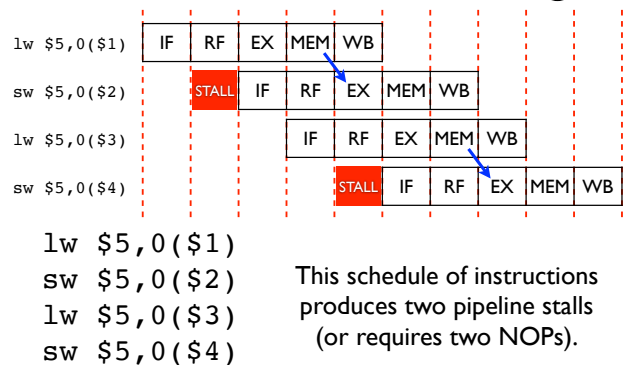 lw $5,0($1) IF RF EX MEM WB
sw $5,0($2) STALL IF RF EX MEM WB
lw $5,0($3) IF RF EX MEM WB
sw $5,0($4) STALL IF RF EX MEM WB
lw $5,0($1)
sw $5,0($2)
lw $5,0($3)
sw $5,0($4)
This schedule of instructions
produces two pipeline stalls
(or requires two NOPs).